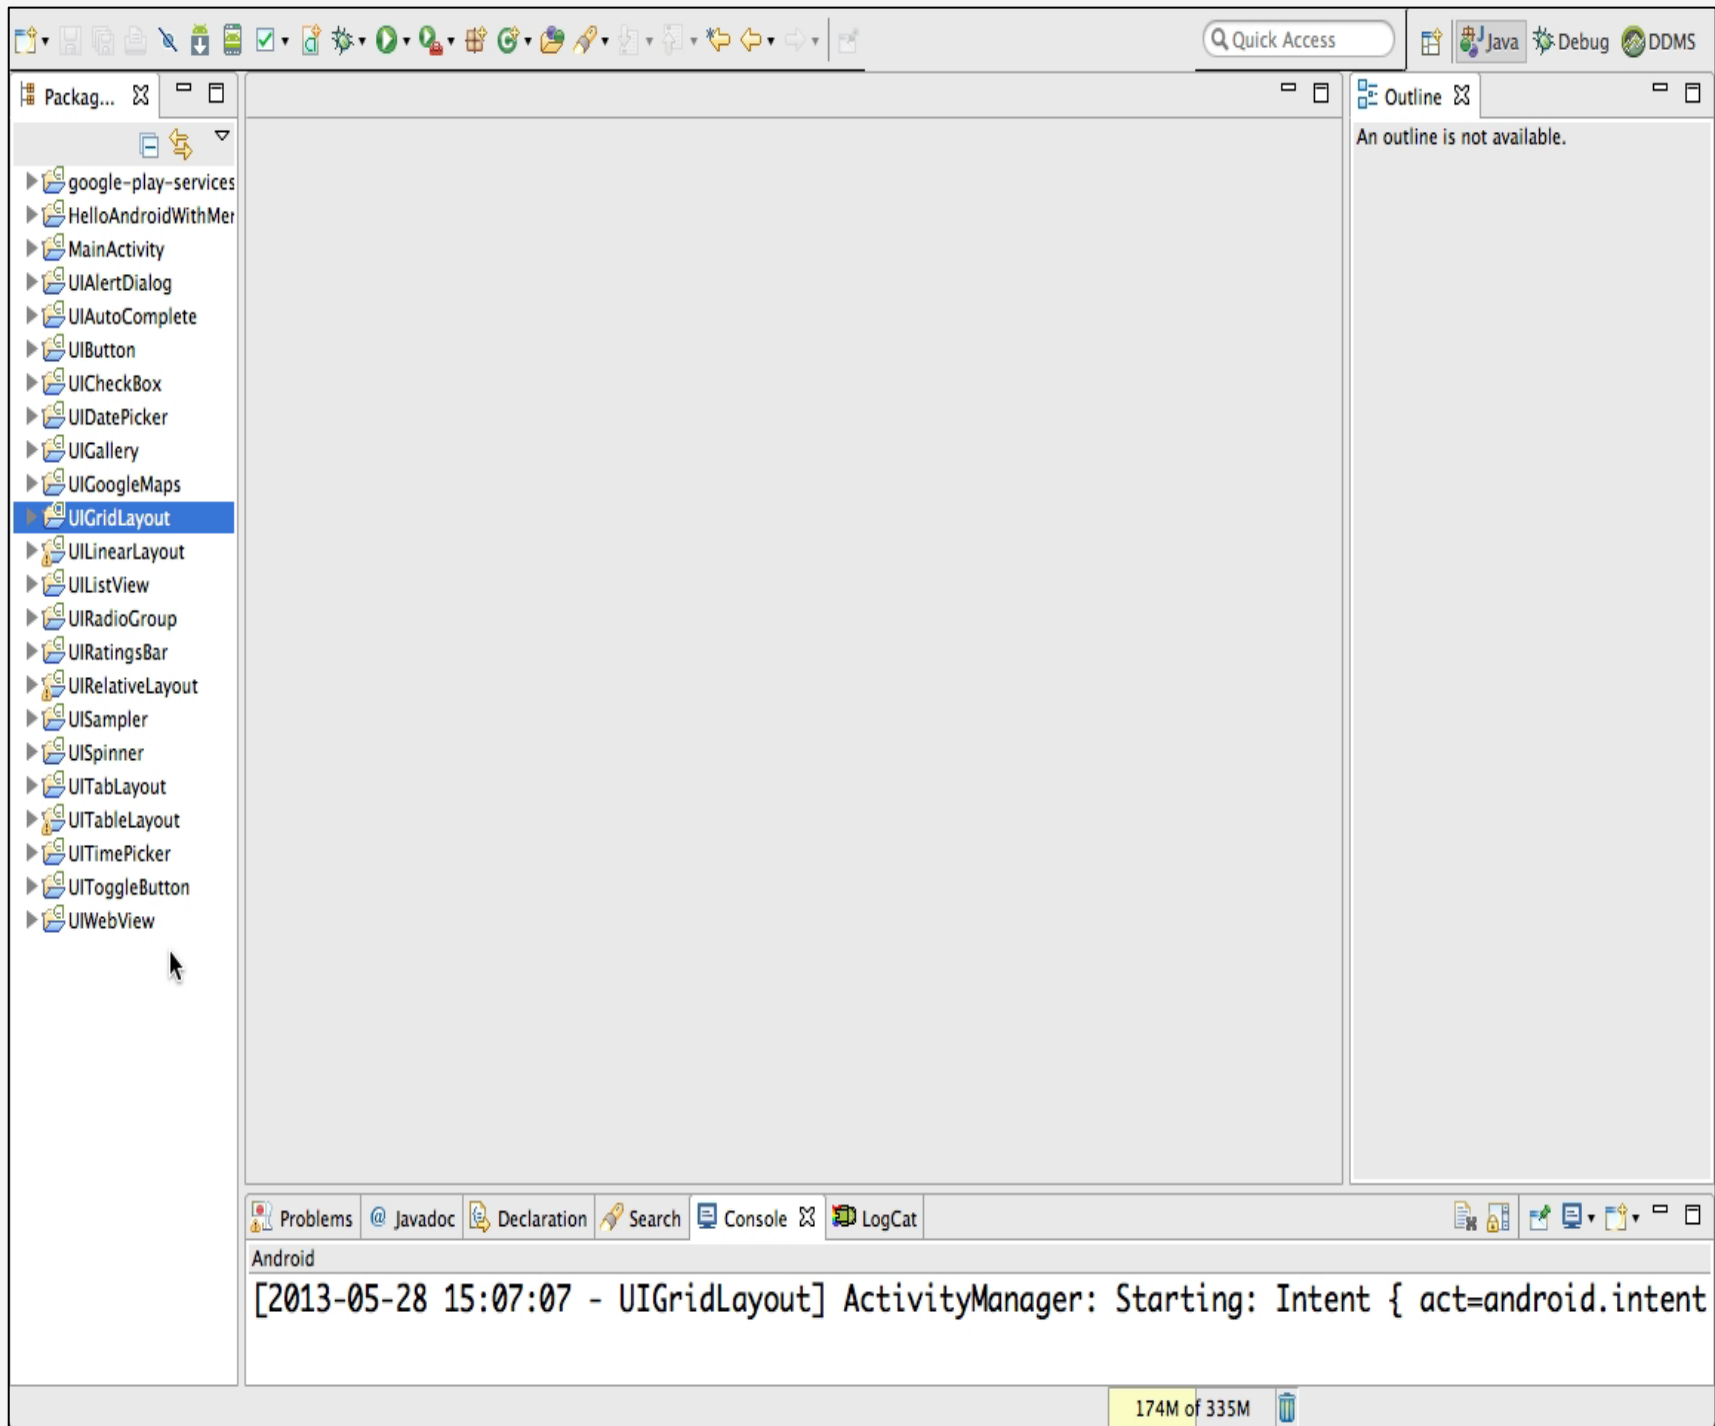 Quick Access
Java
Debug
DDMS
Packag...
Outline
An outline is not available.
google-play-services
HelloAndroidWithMer
MainActivity
UIAlertDialog
UIAutoComplete
UIButton
UICheckBox
UIDatePicker
UIGallery
UIGoogleMaps
UIGridLayout
UILinearLayout
UIListView
UIRadioGroup
UIRatingsBar
UIRelativeLayout
UISampler
UISpinner
UITabLayout
UITableLayout
UITimePicker
UIToggleButton
UIWebView
Problems
@ Javadoc
Declaration
Search
Console
LogCat
Android
[2013-05-28 15:07:07 - UIGridLayout] ActivityManager: Starting: Intent { act=android.intent
174M of 335M